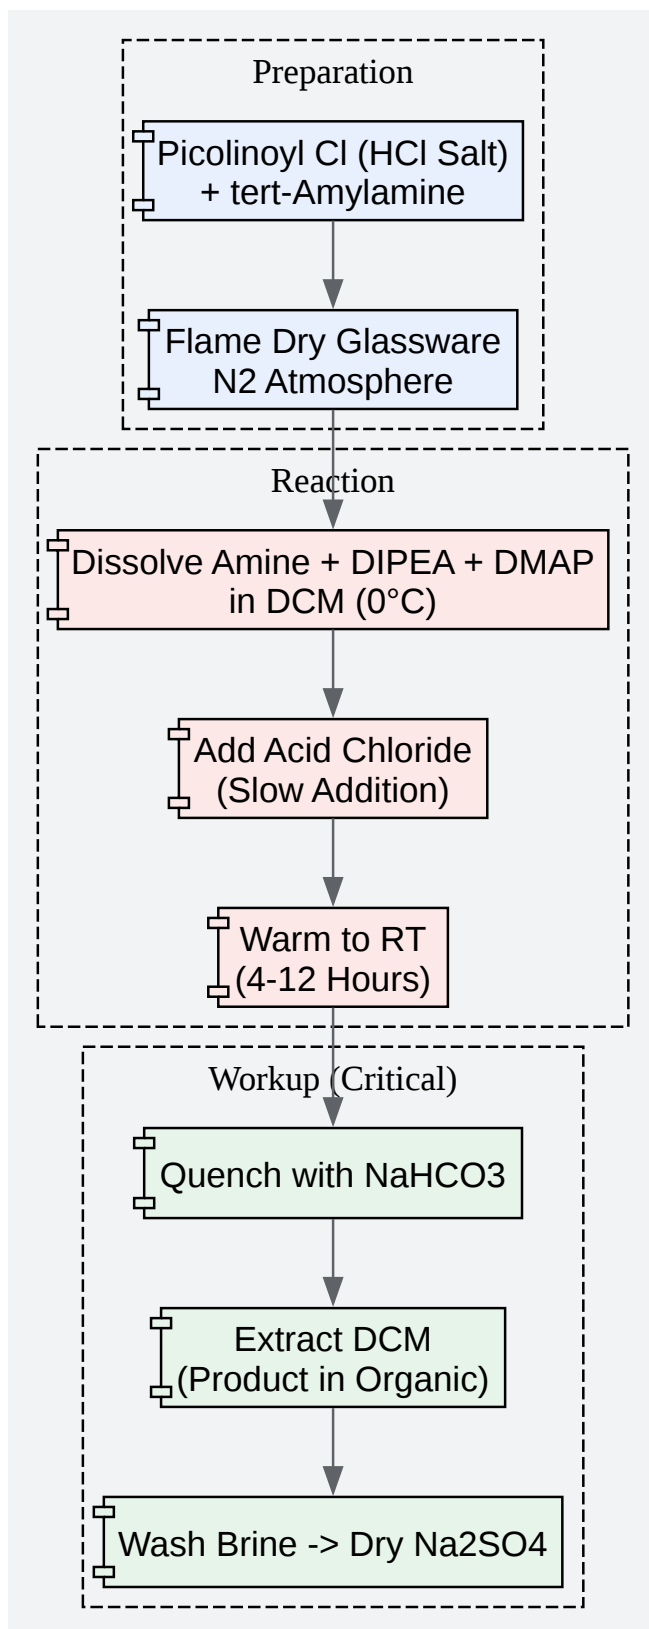 Preparation
Picolinoyl Cl (HCl Salt)
+ tert-Amylamine
Flame Dry Glassware
N2 Atmosphere
Reaction
Dissolve Amine + DIPEA + DMAP
in DCM (0°C)
Add Acid Chloride
(Slow Addition)
Warm to RT
(4-12 Hours)
Workup (Critical)
Quench with NaHCO3
Extract DCM
(Product in Organic)
Wash Brine -> Dry Na2SO4